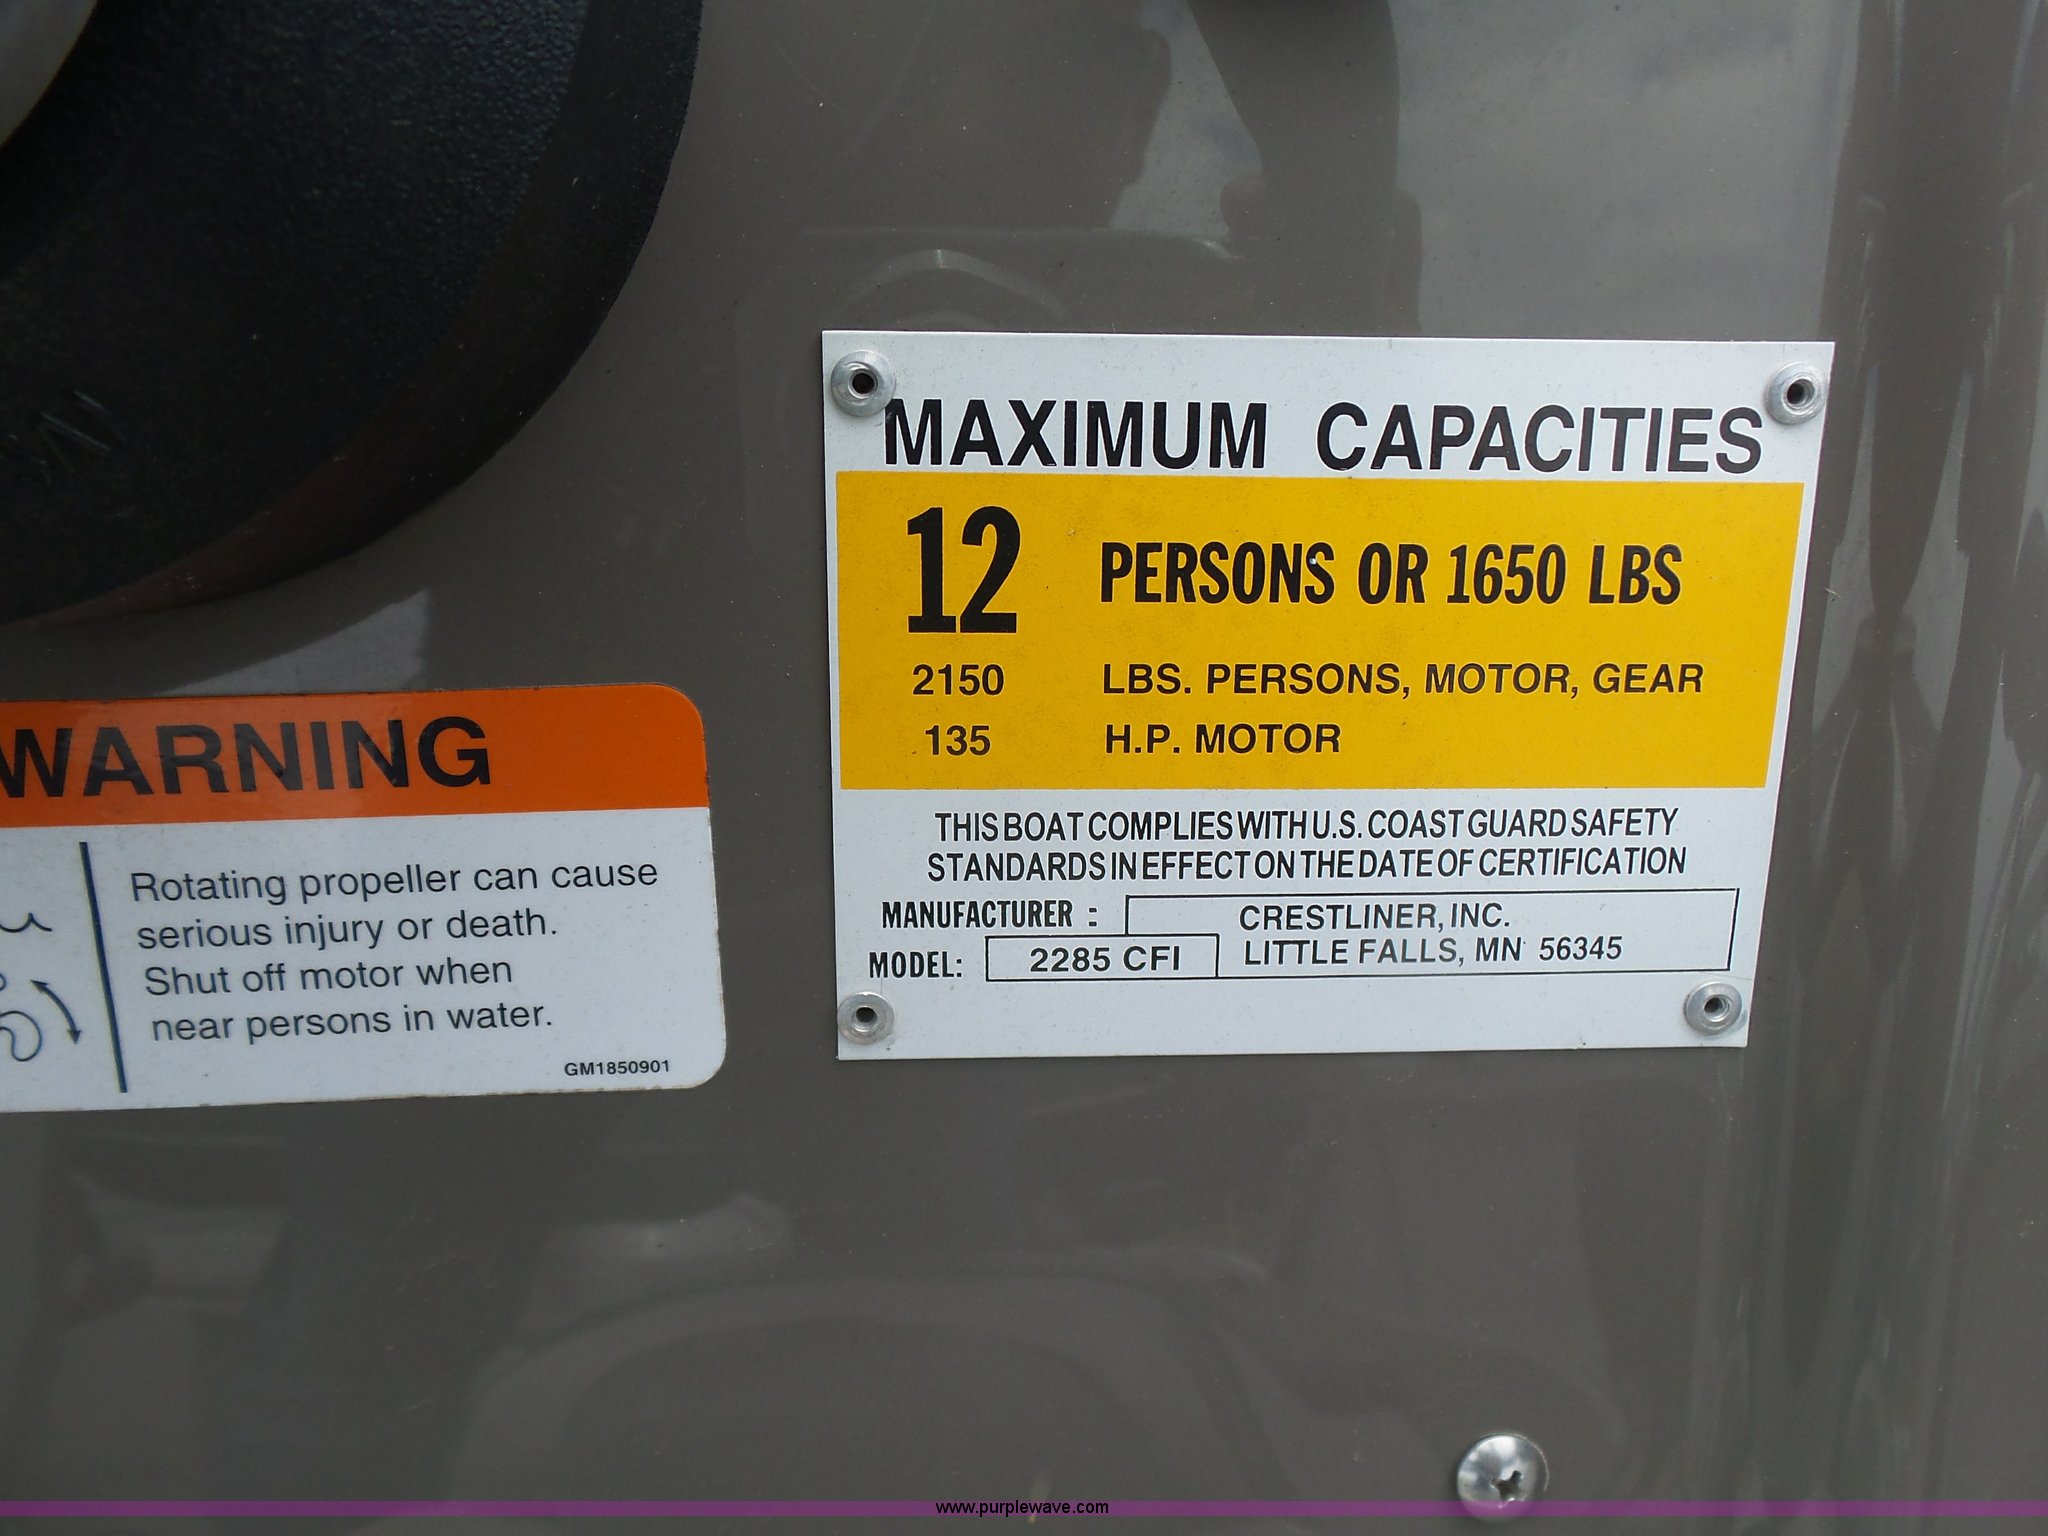 MAXIMUM CAPACITIES
12 PERSONS OR 1650 LBS
2150 LBS. PERSONS, MOTOR, GEAR
135 H.P. MOTOR
THIS BOAT COMPLIES WITH U.S. COAST GUARD SAFETY
STANDARDS IN EFFECT ON THE DATE OF CERTIFICATION
MANUFACTURER : CRESTLINER, INC.
LITTLE FALLS, MN 56345
MODEL: 2285 CFI
WARNING
Rotating propeller can cause
serious injury or death.
Shut off motor when
near persons in water.
GM1850901
www.purplewave.com